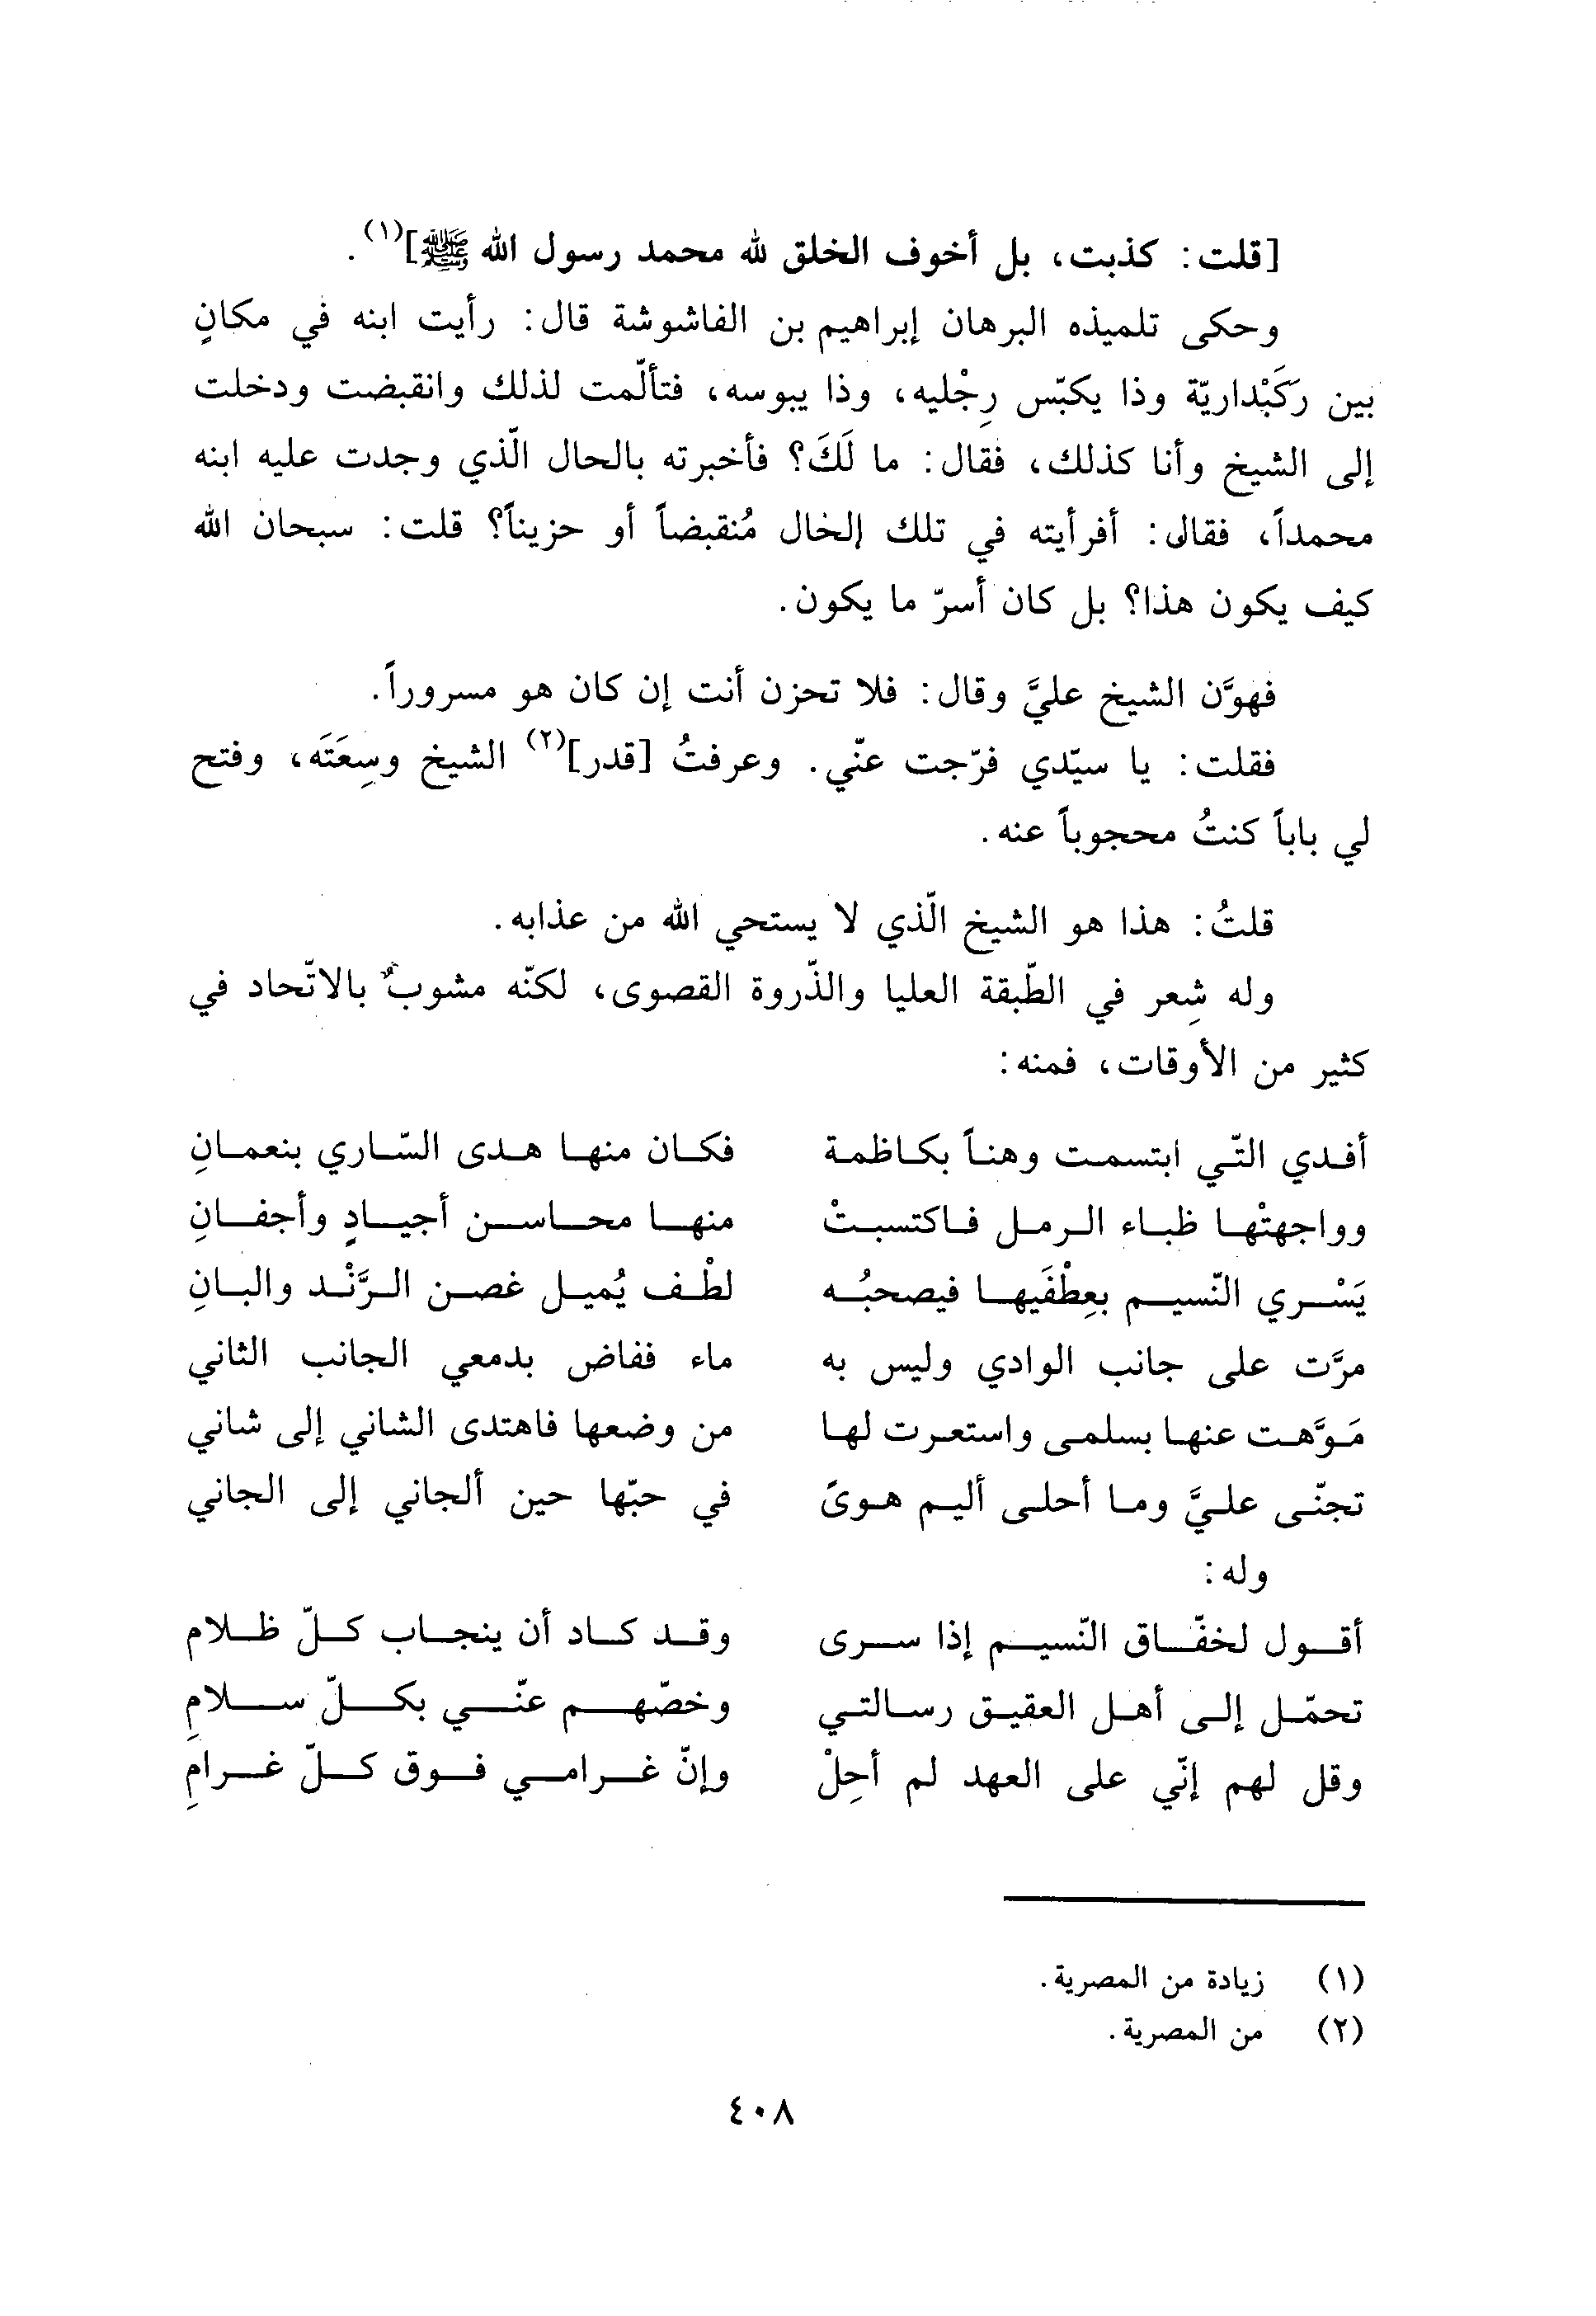 [قلت: كذبت، بل أخوف الخلق لله محمد رسول الله ﷺ](١).
وحكى تلميذه البرهان إبراهيم بن الفاشوشة قال: رأيت ابنه في مكانٍ
بين ركَبْداريّة وذا يكبّس رِجْليه، وذا يبوسه، فتألّمت لذلك وانقبضت ودخلت
إلى الشيخ وأنا كذلك، فقال: ما لَكَ؟ فأخبرته بالحال الّذي وجدت عليه ابنه
محمداً، فقال: أفرأيته في تلك الحال مُنقبضاً أو حزيناً؟ قلت: سبحان الله
كيف يكون هذا؟ بل كان أسرّ ما يكون.
فهوَّن الشيخ عليَّ وقال: فلا تحزن أنت إن كان هو مسروراً.
فقلت: يا سيّدي فرّجت عنّي. وعرفتُ [قدر](٢) الشيخ وسِعَتَه، وفتح
لي باباً كنتُ محجوباً عنه.
قلتُ: هذا هو الشيخ الّذي لا يستحي الله من عذابه.
وله شِعر في الطّبقة العليا والذّروة القصوى، لكنّه مشوبٌ بالاتّحاد في
كثير من الأوقات، فمنه:
أفدي التّي ابتسمت وهناً بكاظمة فكان منها هدى السّاري بنعمانِ
وواجهتْها ظباء الرمل فاكتسبتْ منها محاسن أجيادٍ وأجفانِ
يَسْري النّسيم بعِطْفَيها فيصحبُه لطْف يُميل غصن الرَّنْد والبانِ
مرَّت على جانب الوادي وليس به ماء ففاض بدمعي الجانب الثاني
مَوَّهت عنها بسلمى واستعرت لها من وضعها فاهتدى الشاني إلى شاني
تجنّى عليَّ وما أحلى أليم هوىً في حبّها حين ألجاني إلى الجاني
وله:
أقول لخفّاق النّسيم إذا سرى وقد كاد أن ينجاب كلّ ظلام
تحمّل إلى أهل العقيق رسالتي وخصّهم عنّي بكلّ سلامِ
وقل لهم إنّي على العهد لم أحِلْ وإنّ غرامي فوق كلّ غرامِ
(١) زيادة من المصرية.
(٢) من المصرية.
٤٠٨